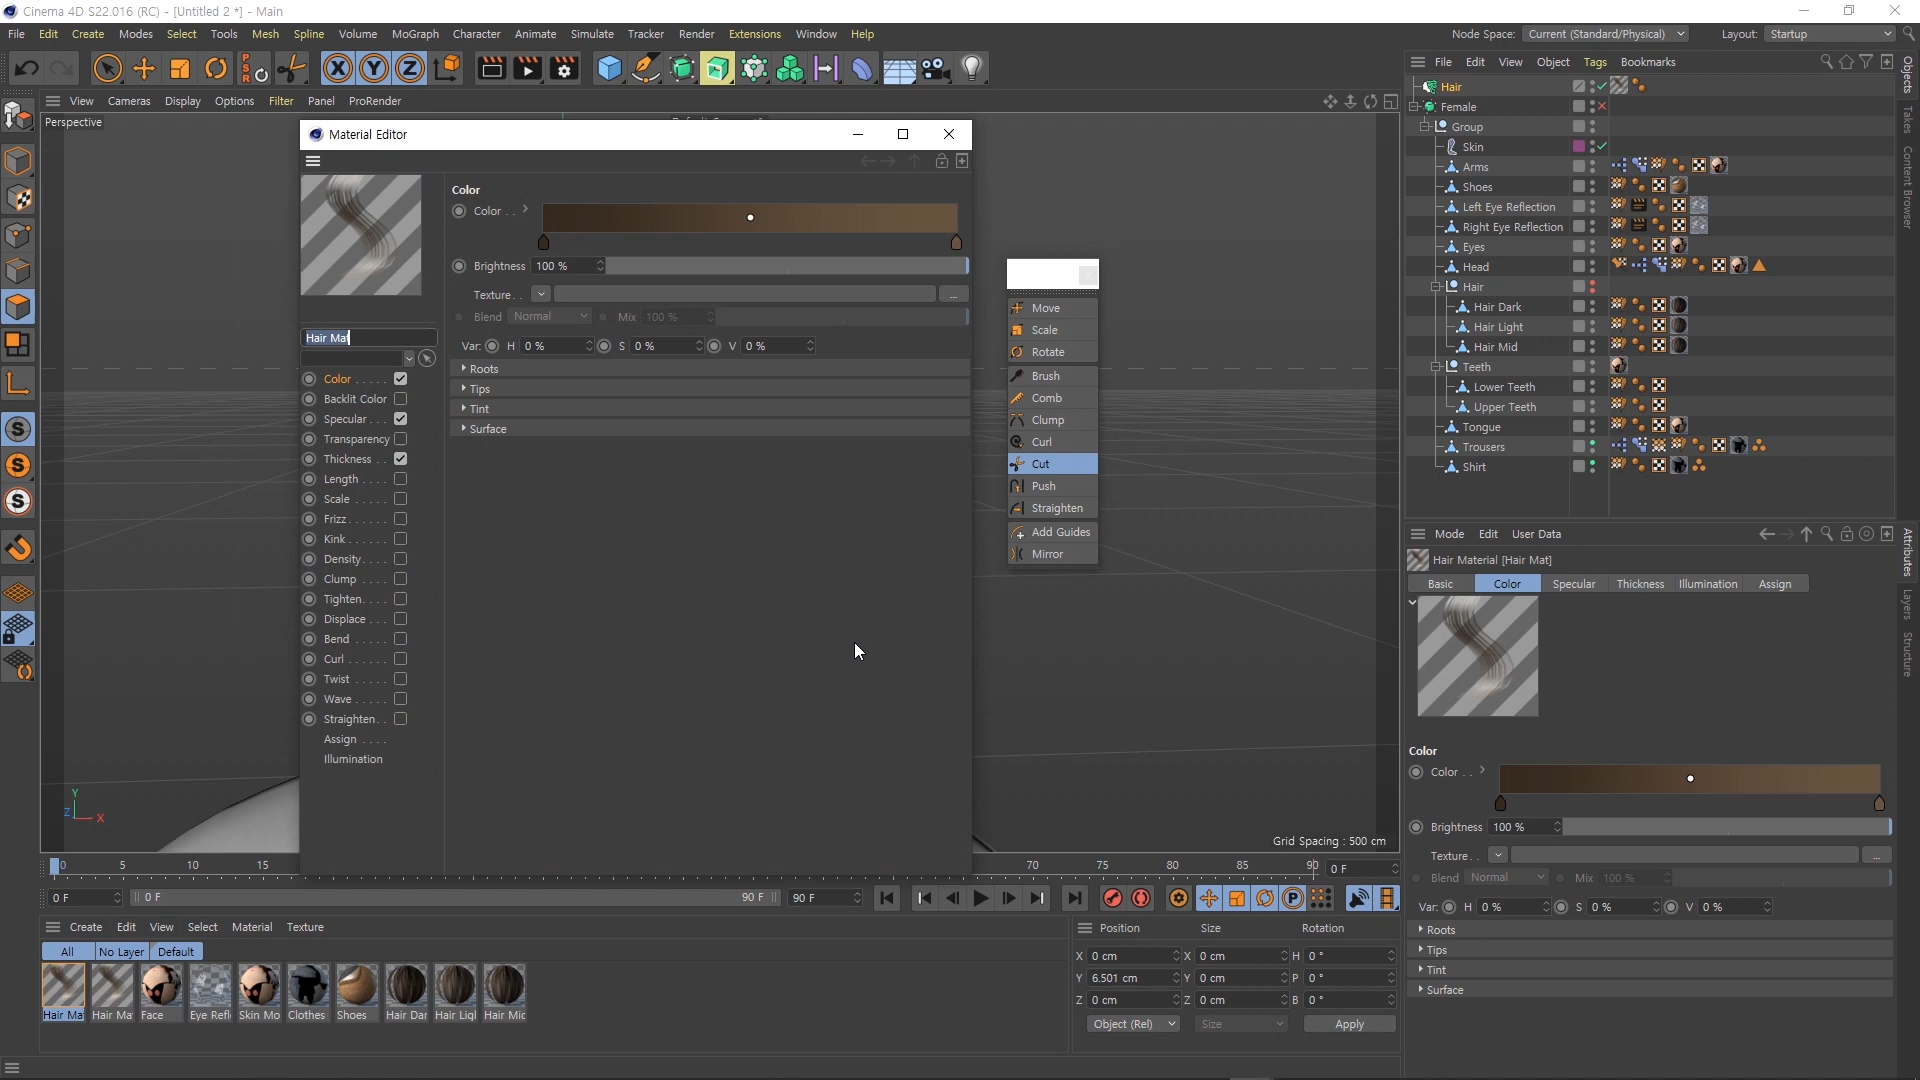 Cinema 4D S22.016 (RC) - [Untitled 2 *] - Main
File Edit Create Modes Select Tools Mesh Spline Volume MoGraph Character Animate Simulate Tracker Render Extensions Window Help
Node Space: Current (Standard/Physical) Layout: Startup
View Cameras Display Options Filter Panel ProRender
Perspective
Material Editor
Hair Mat
Color . . . . .
Backlit Color
Specular . . .
Transparency
Thickness . .
Length . . . .
Scale . . . . .
Frizz . . . . . .
Kink . . . . . .
Density . . . .
Clump . . . .
Tighten . . . .
Displace . . .
Bend . . . . .
Curl . . . . . .
Twist . . . . .
Wave . . . . .
Straighten . .
Assign . . . .
Illumination
Color
Color . .
Brightness 100 %
Texture . . ...
Blend Normal Mix 100 %
Var: H 0 % S 0 % V 0 %
Roots
Tips
Tint
Surface
Move
Scale
Rotate
Brush
Comb
Clump
Curl
Cut
Push
Straighten
Add Guides
Mirror
Y
Z X
Grid Spacing : 500 cm
0 5 10 15 70 75 80 85 90 0 F
0 F 0 F 90 F 90 F
Create Edit View Select Material Texture
All No Layer Default
Hair Ma Hair Ma Face Eye Refl Skin Mo Clothes Shoes Hair Dar Hair Ligl Hair Mic
Position Size Rotation
X 0 cm X 0 cm H 0 °
Y 6.501 cm Y 0 cm P 0 °
Z 0 cm Z 0 cm B 0 °
Object (Rel) Size Apply
File Edit View Object Tags Bookmarks
Hair
Female
Group
Skin
Arms
Shoes
Left Eye Reflection
Right Eye Reflection
Eyes
Head
Hair
Hair Dark
Hair Light
Hair Mid
Teeth
Lower Teeth
Upper Teeth
Tongue
Trousers
Shirt
Mode Edit User Data
Hair Material [Hair Mat]
Basic Color Specular Thickness Illumination Assign
Color
Color . .
Brightness 100 %
Texture . . ...
Blend Normal Mix 100 %
Var: H 0 % S 0 % V 0 %
Roots
Tips
Tint
Surface
Objects
Takes
Content Browser
Attributes
Layers
Structure